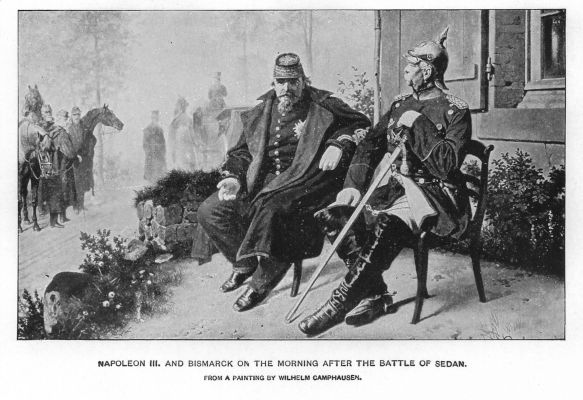 NAPOLEON III. AND BISMARCK ON THE MORNING AFTER THE BATTLE OF SEDAN.
FROM A PAINTING BY WILHELM CAMPHAUSEN.